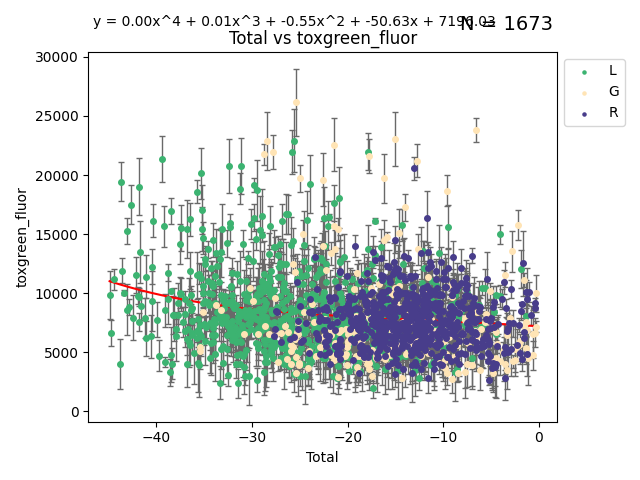 y = 0.00x^4 + 0.01x^3 + -0.55x^2 + -50.63x + 7196.03
N = 1673
Total vs toxgreen_fluor
30000
25000
20000
15000
10000
5000
0
toxgreen_fluor
−40
−30
−20
−10
0
Total
L
G
R